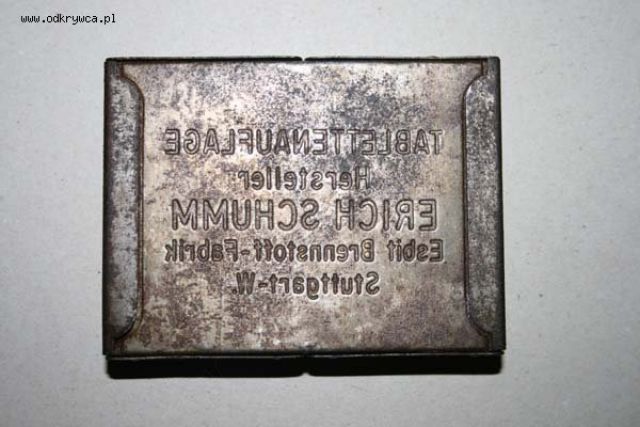 www.odkrywca.pl
TABLETTENAUFLAGE
Hersteller
ERICH SCHUMM
Esbit Brennstoff-Fabrik
Stuttgart-W.